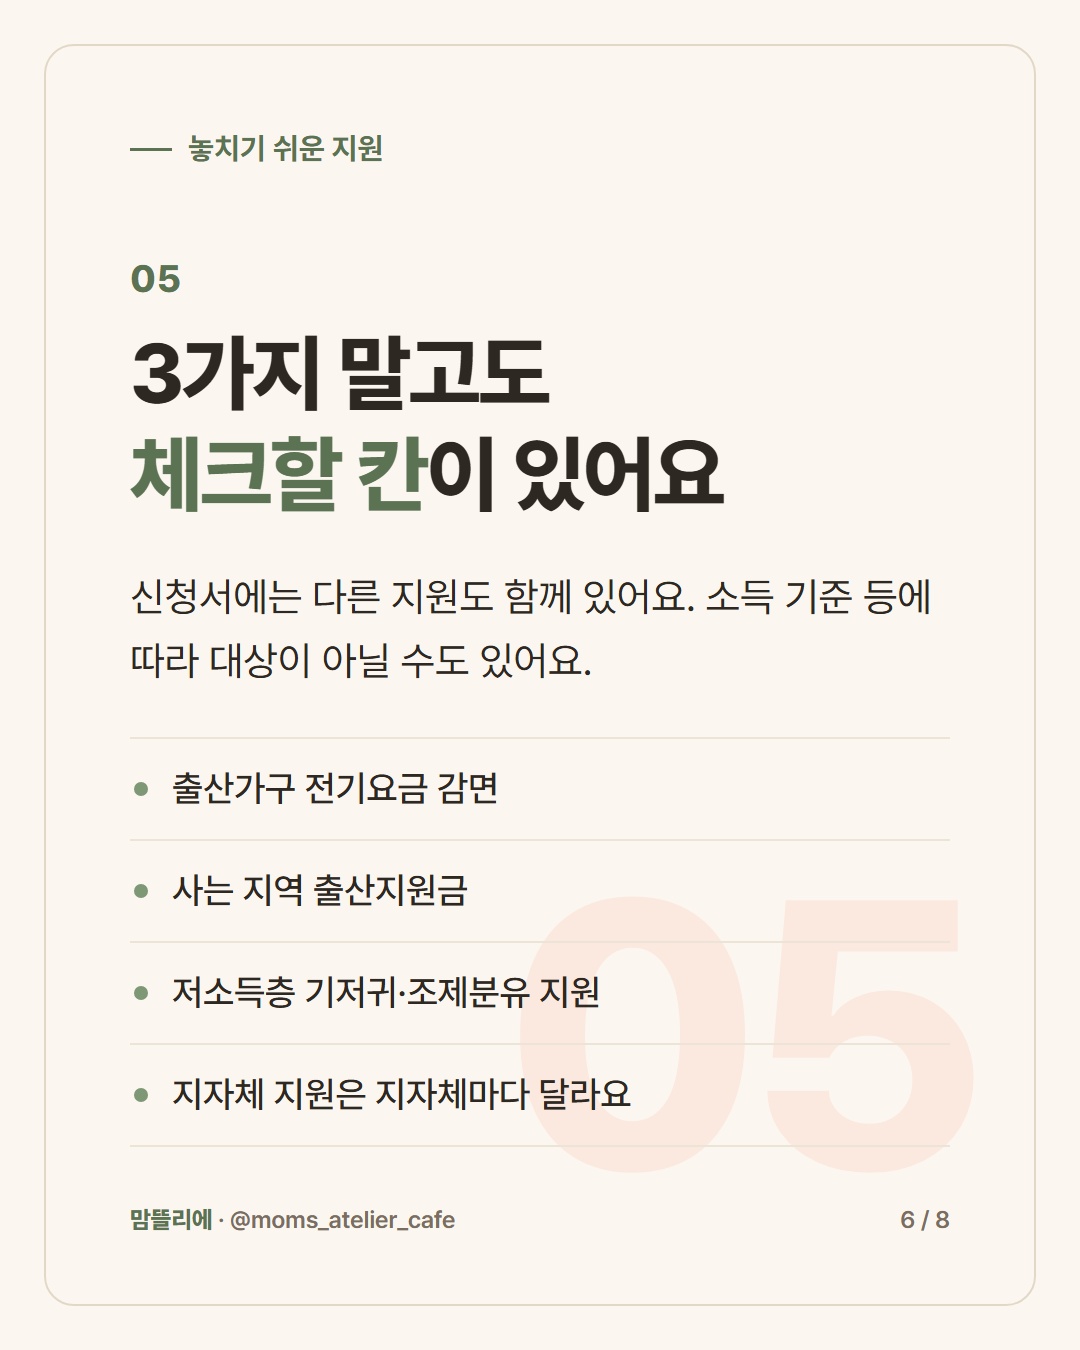 놓치기 쉬운 지원
05
3가지 말고도
체크할 칸이 있어요
신청서에는 다른 지원도 함께 있어요. 소득 기준 등에
따라 대상이 아닐 수도 있어요.
출산가구 전기요금 감면
사는 지역 출산지원금
저소득층 기저귀·조제분유 지원
지자체 지원은 지자체마다 달라요
05
맘뜰리에 · @moms_atelier_cafe
6 / 8